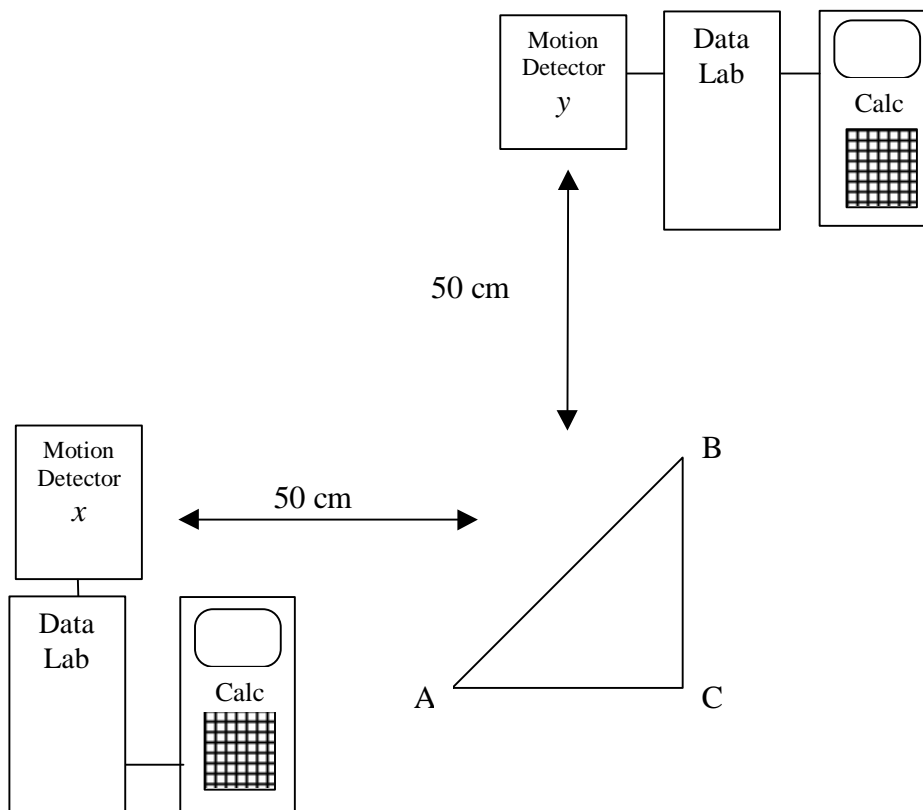 Motion
Detector
y
Data
Lab
Calc
50 cm
Motion
Detector
x
50 cm
Data
Lab
Calc
B
A
C